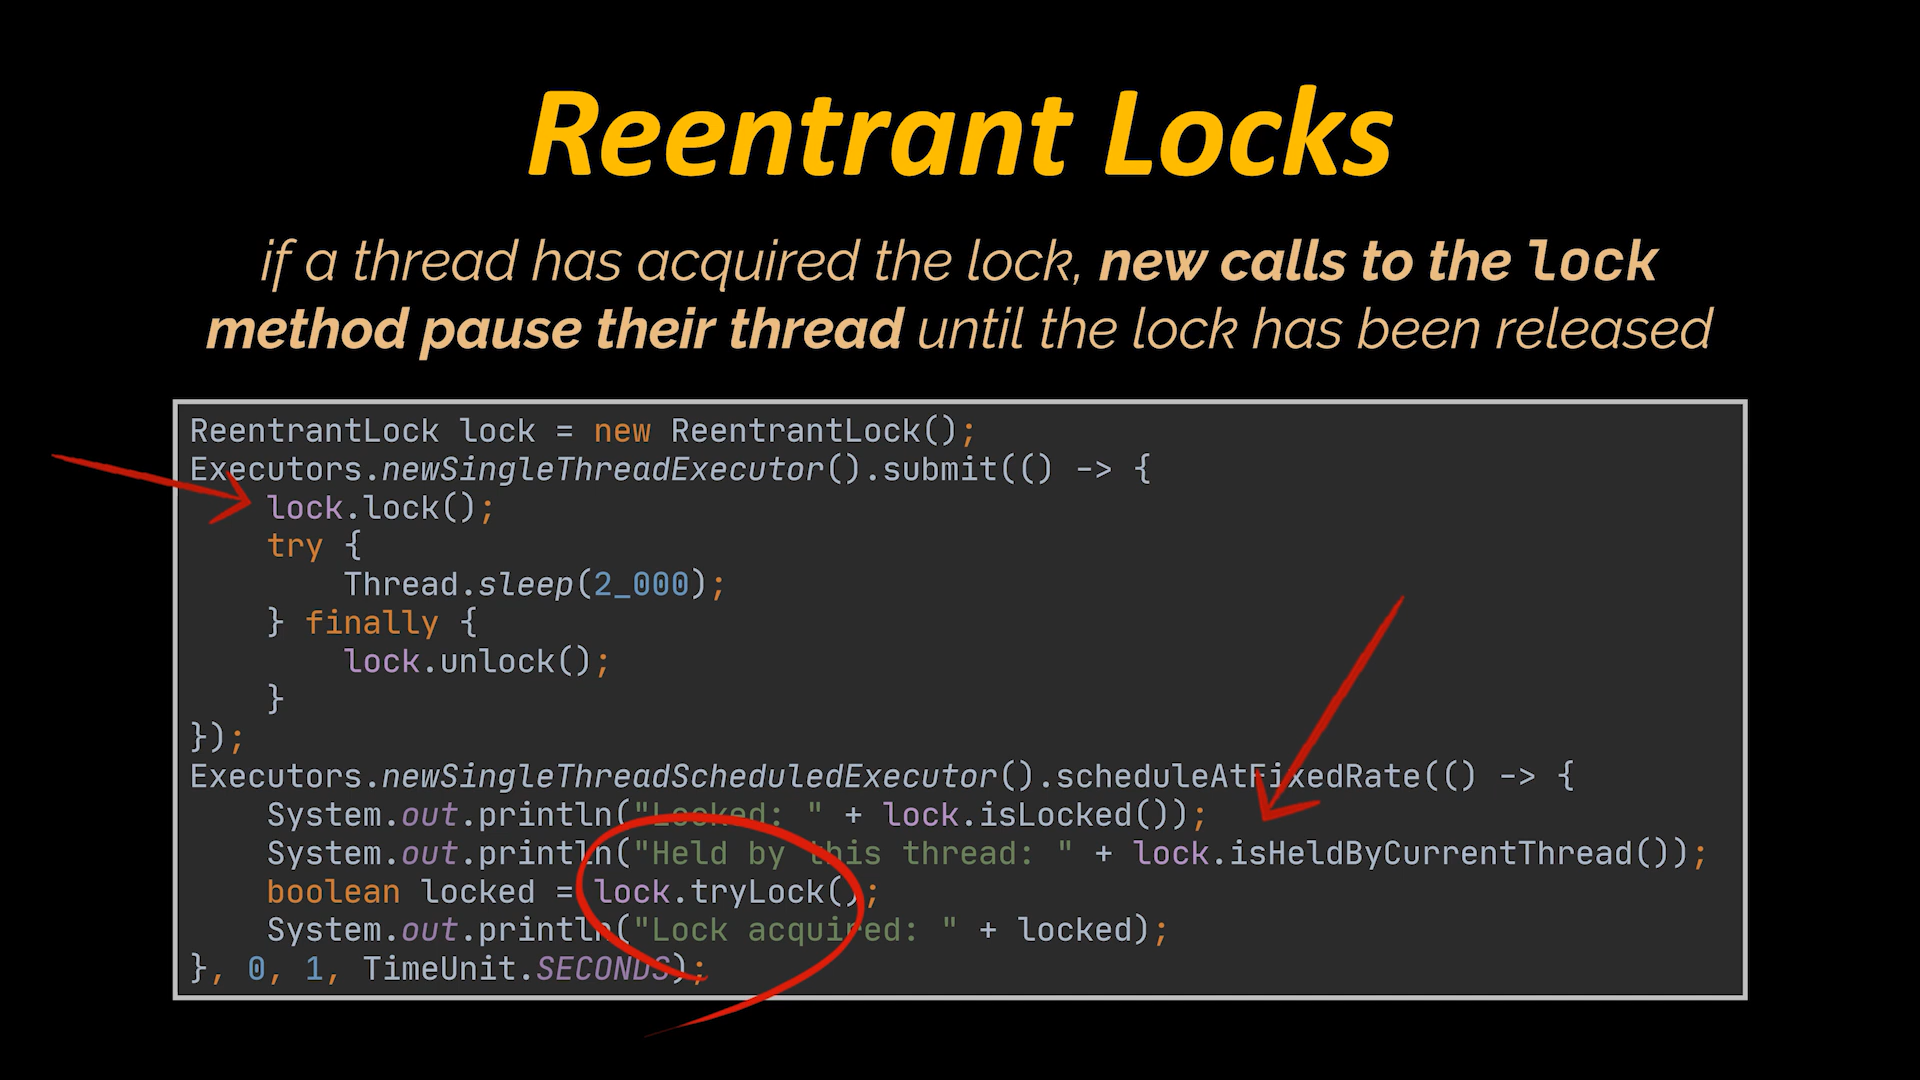 Reentrant Locks
if a thread has acquired the lock, new calls to the lock
method pause their thread until the lock has been released
ReentrantLock lock = new ReentrantLock();
Executors.newSingleThreadExecutor().submit(() -> {
    lock.lock();
    try {
        Thread.sleep(2_000);
    } finally {
        lock.unlock();
    }
});
Executors.newSingleThreadScheduledExecutor().scheduleAtFixedRate(() -> {
    System.out.println("Locked: " + lock.isLocked());
    System.out.println("Held by this thread: " + lock.isHeldByCurrentThread());
    boolean locked = lock.tryLock();
    System.out.println("Lock acquired: " + locked);
}, 0, 1, TimeUnit.SECONDS);